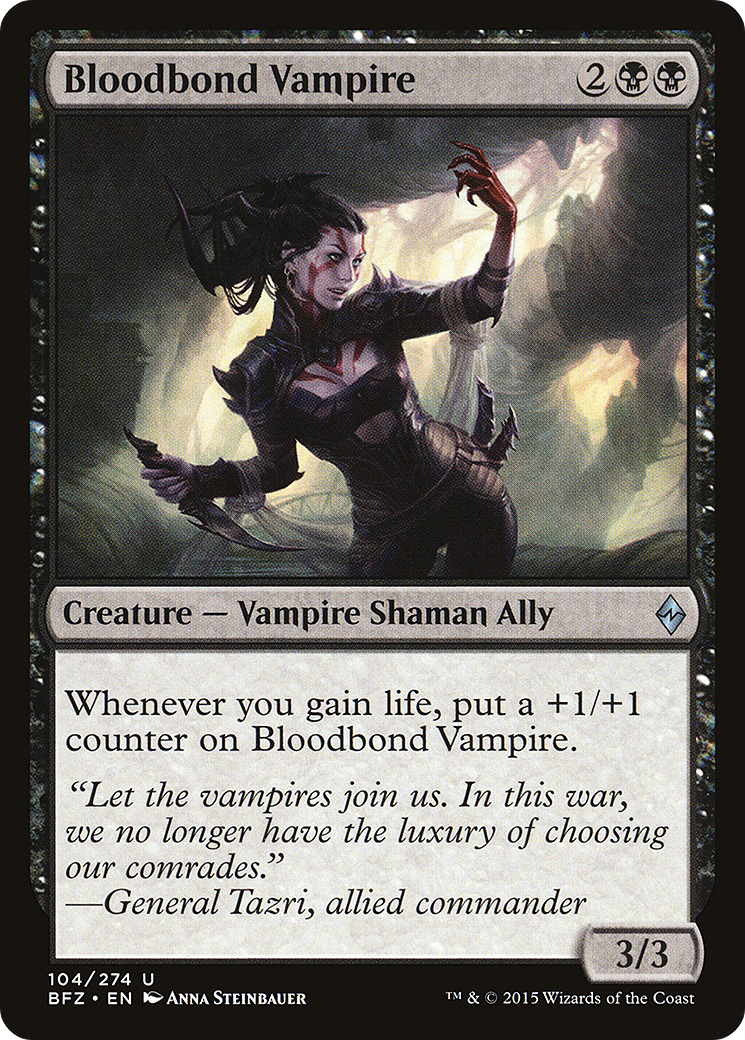 Bloodbond Vampire 2
Creature — Vampire Shaman Ally
Whenever you gain life, put a +1/+1
counter on Bloodbond Vampire.
“Let the vampires join us. In this war,
we no longer have the luxury of choosing
our comrades.”
—General Tazri, allied commander
3/3
104/274 U
BFZ • EN Anna Steinbauer ™ & © 2015 Wizards of the Coast